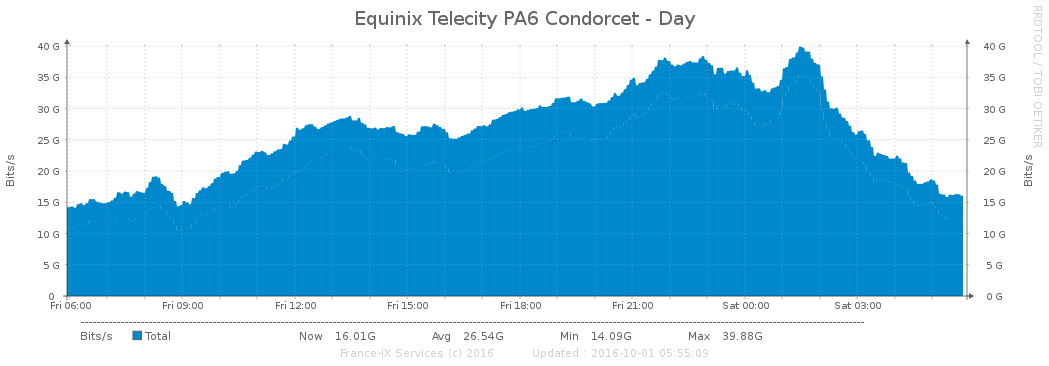 Equinix Telecity PA6 Condorcet - Day
RRDTOOL / TOBI OETIKER
Bits/s
40 G 40 G
35 G 35 G
30 G 30 G
25 G 25 G
20 G 20 G
15 G 15 G
10 G 10 G
5 G 5 G
0 0 G
Bits/s
Fri 06:00 Fri 09:00 Fri 12:00 Fri 15:00 Fri 18:00 Fri 21:00 Sat 00:00 Sat 03:00
Bits/s Total Now 16.01G Avg 26.54G Min 14.09G Max 39.88G
France-IX Services (c) 2016 Updated : 2016-10-01 05:55:09